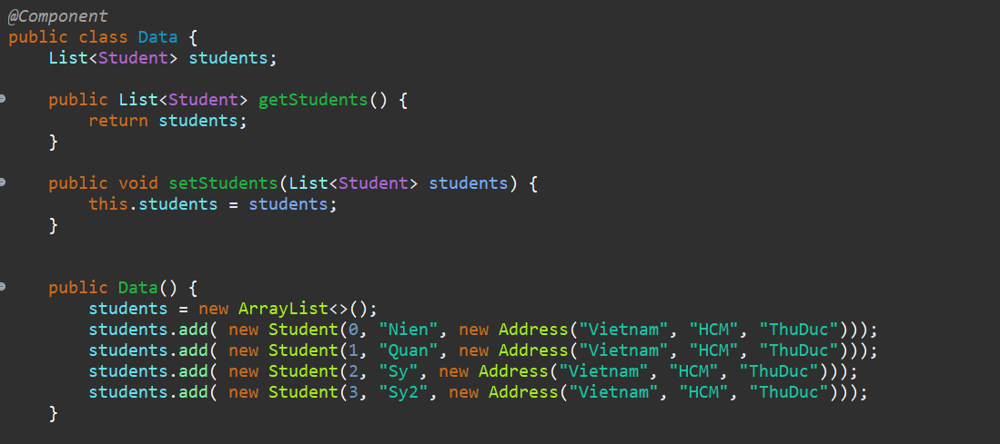 @Component
public class Data {
    List<Student> students;
    public List<Student> getStudents() {
        return students;
    }
    public void setStudents(List<Student> students) {
        this.students = students;
    }
    public Data() {
        students = new ArrayList<>();
        students.add( new Student(0, "Nien", new Address("Vietnam", "HCM", "ThuDuc")));
        students.add( new Student(1, "Quan", new Address("Vietnam", "HCM", "ThuDuc")));
        students.add( new Student(2, "Sy", new Address("Vietnam", "HCM", "ThuDuc")));
        students.add( new Student(3, "Sy2", new Address("Vietnam", "HCM", "ThuDuc")));
    }